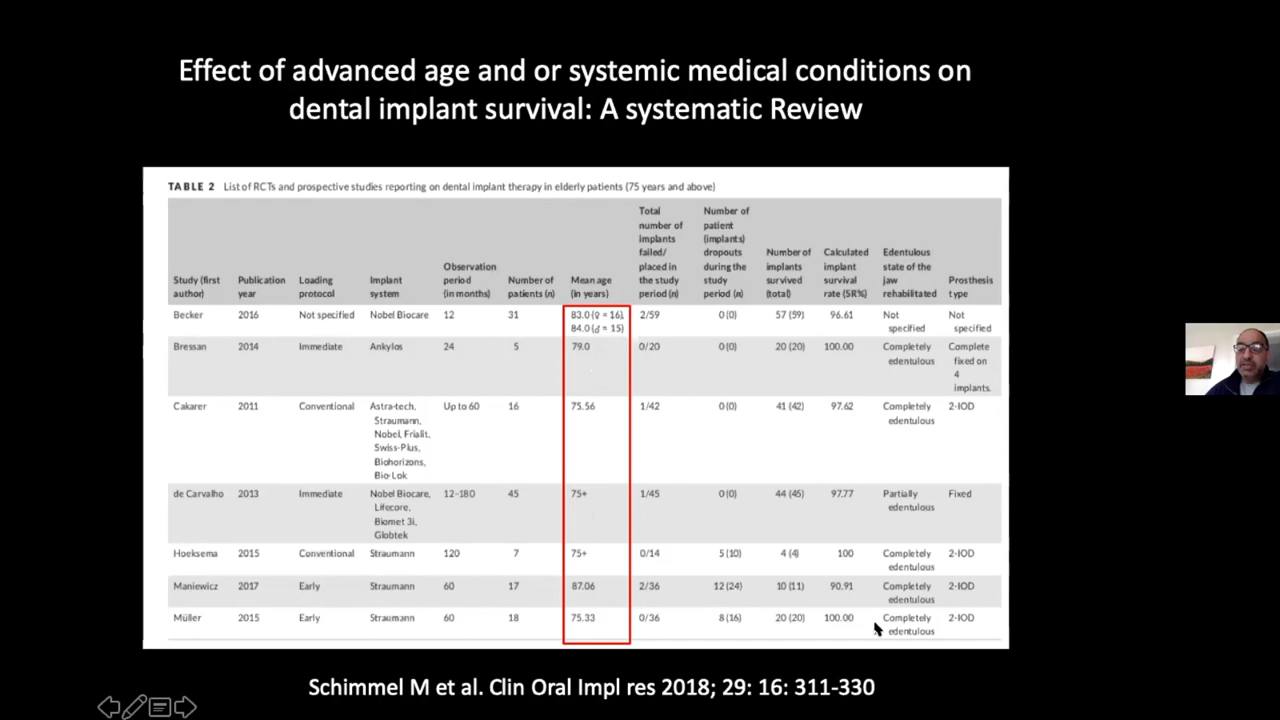 Effect of advanced age and or systemic medical conditions on
dental implant survival: A systematic Review
TABLE 2 List of RCTs and prospective studies reporting on dental implant therapy in elderly patients (75 years and above)
Study (first author) Publication year Loading protocol Implant system Observation period (in months) Number of patients (n) Mean age (in years) Total number of implants failed/ placed in the study period (n) Number of patient (implants) dropouts during the study period (n) Number of implants survived (total) Calculated implant survival rate (SR%) Edentulous state of the jaw rehabilitated Prosthesis type
Becker 2016 Not specified Nobel Biocare 12 31 83.0 (♀ = 16), 84.0 (♂ = 15) 2/59 0 (0) 57 (59) 96.61 Not specified Not specified
Bressan 2014 Immediate Ankylos 24 5 79.0 0/20 0 (0) 20 (20) 100.00 Completely edentulous Complete fixed on 4 implants.
Cakarer 2011 Conventional Astra-tech, Straumann, Nobel, Frialit, Swiss-Plus, Biohorizons, Bio-Lok Up to 60 16 75.56 1/42 0 (0) 41 (42) 97.62 Completely edentulous 2-IOD
de Carvalho 2013 Immediate Nobel Biocare, Lifecore, Biomet 3i, Globtek 12-180 45 75+ 1/45 0 (0) 44 (45) 97.77 Partially edentulous Fixed
Hoeksema 2015 Conventional Straumann 120 7 75+ 0/14 5 (10) 4 (4) 100 Completely edentulous 2-IOD
Maniewicz 2017 Early Straumann 60 17 87.06 2/36 12 (24) 10 (11) 90.91 Completely edentulous 2-IOD
Müller 2015 Early Straumann 60 18 75.33 0/36 8 (16) 20 (20) 100.00 Completely edentulous 2-IOD
Schimmel M et al. Clin Oral Impl res 2018; 29: 16: 311-330